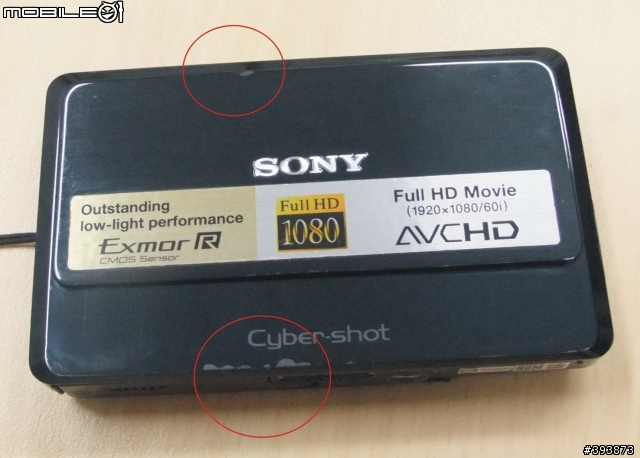 MOBILE01
SONY
Outstanding
low-light performance
Exmor R
CMOS Sensor
Full HD
1080
Full HD Movie
(1920×1080/60i)
AVCHD
Cyber-shot
#393873